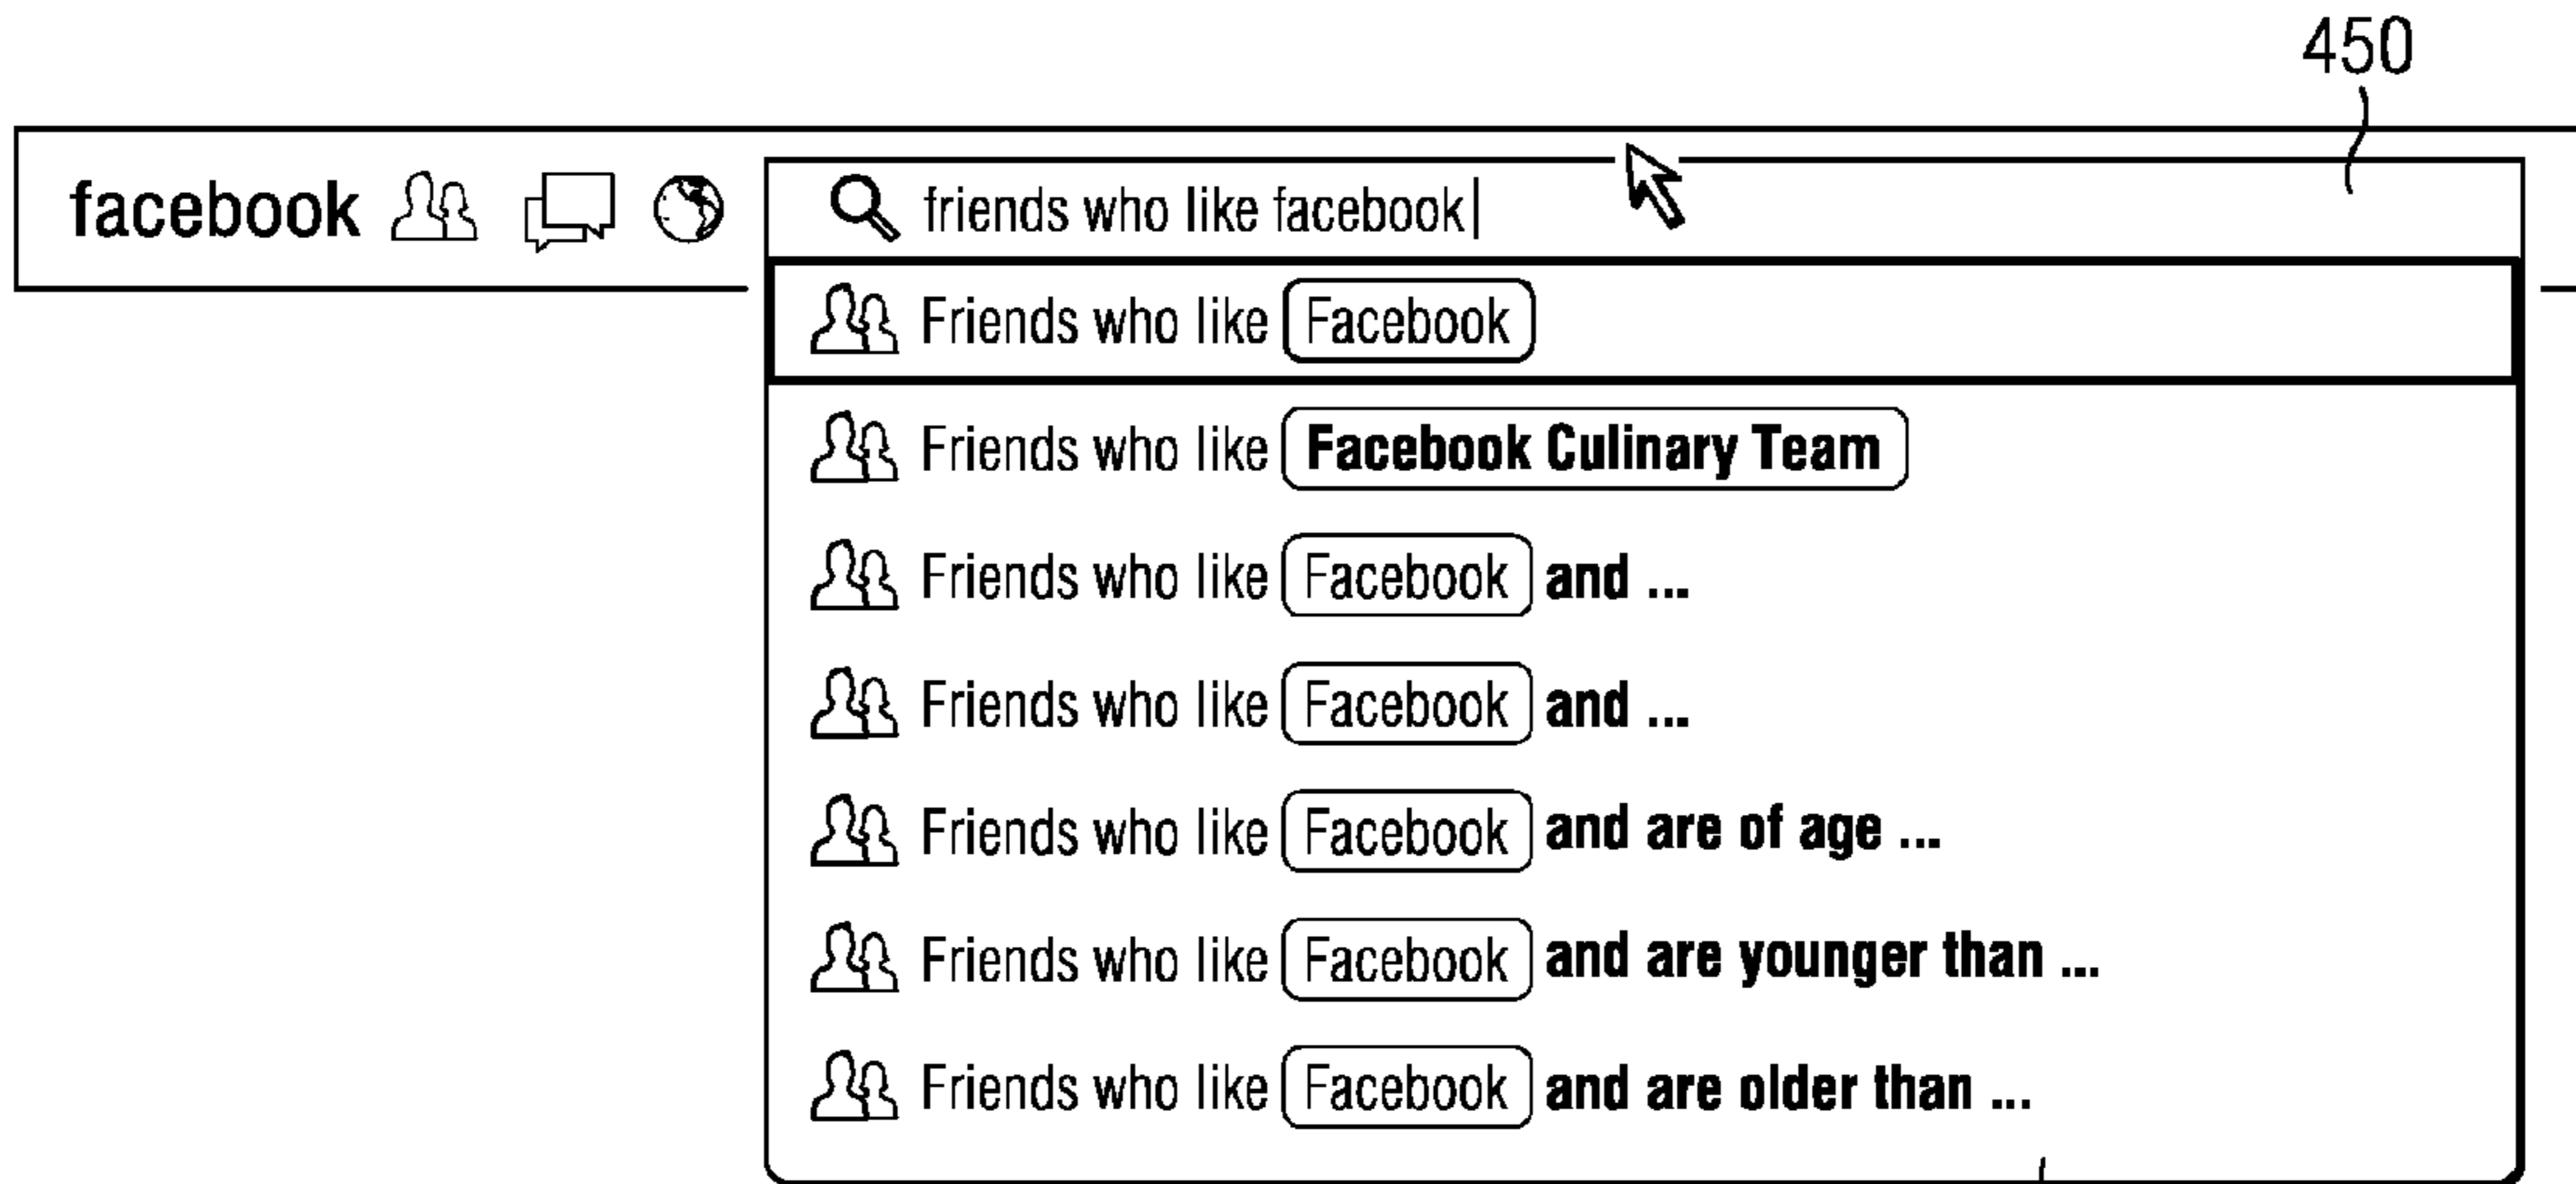 450
facebook friends who like facebook
Friends who like Facebook
Friends who like Facebook Culinary Team
Friends who like Facebook and ...
Friends who like Facebook and ...
Friends who like Facebook and are of age ...
Friends who like Facebook and are younger than ...
Friends who like Facebook and are older than ...